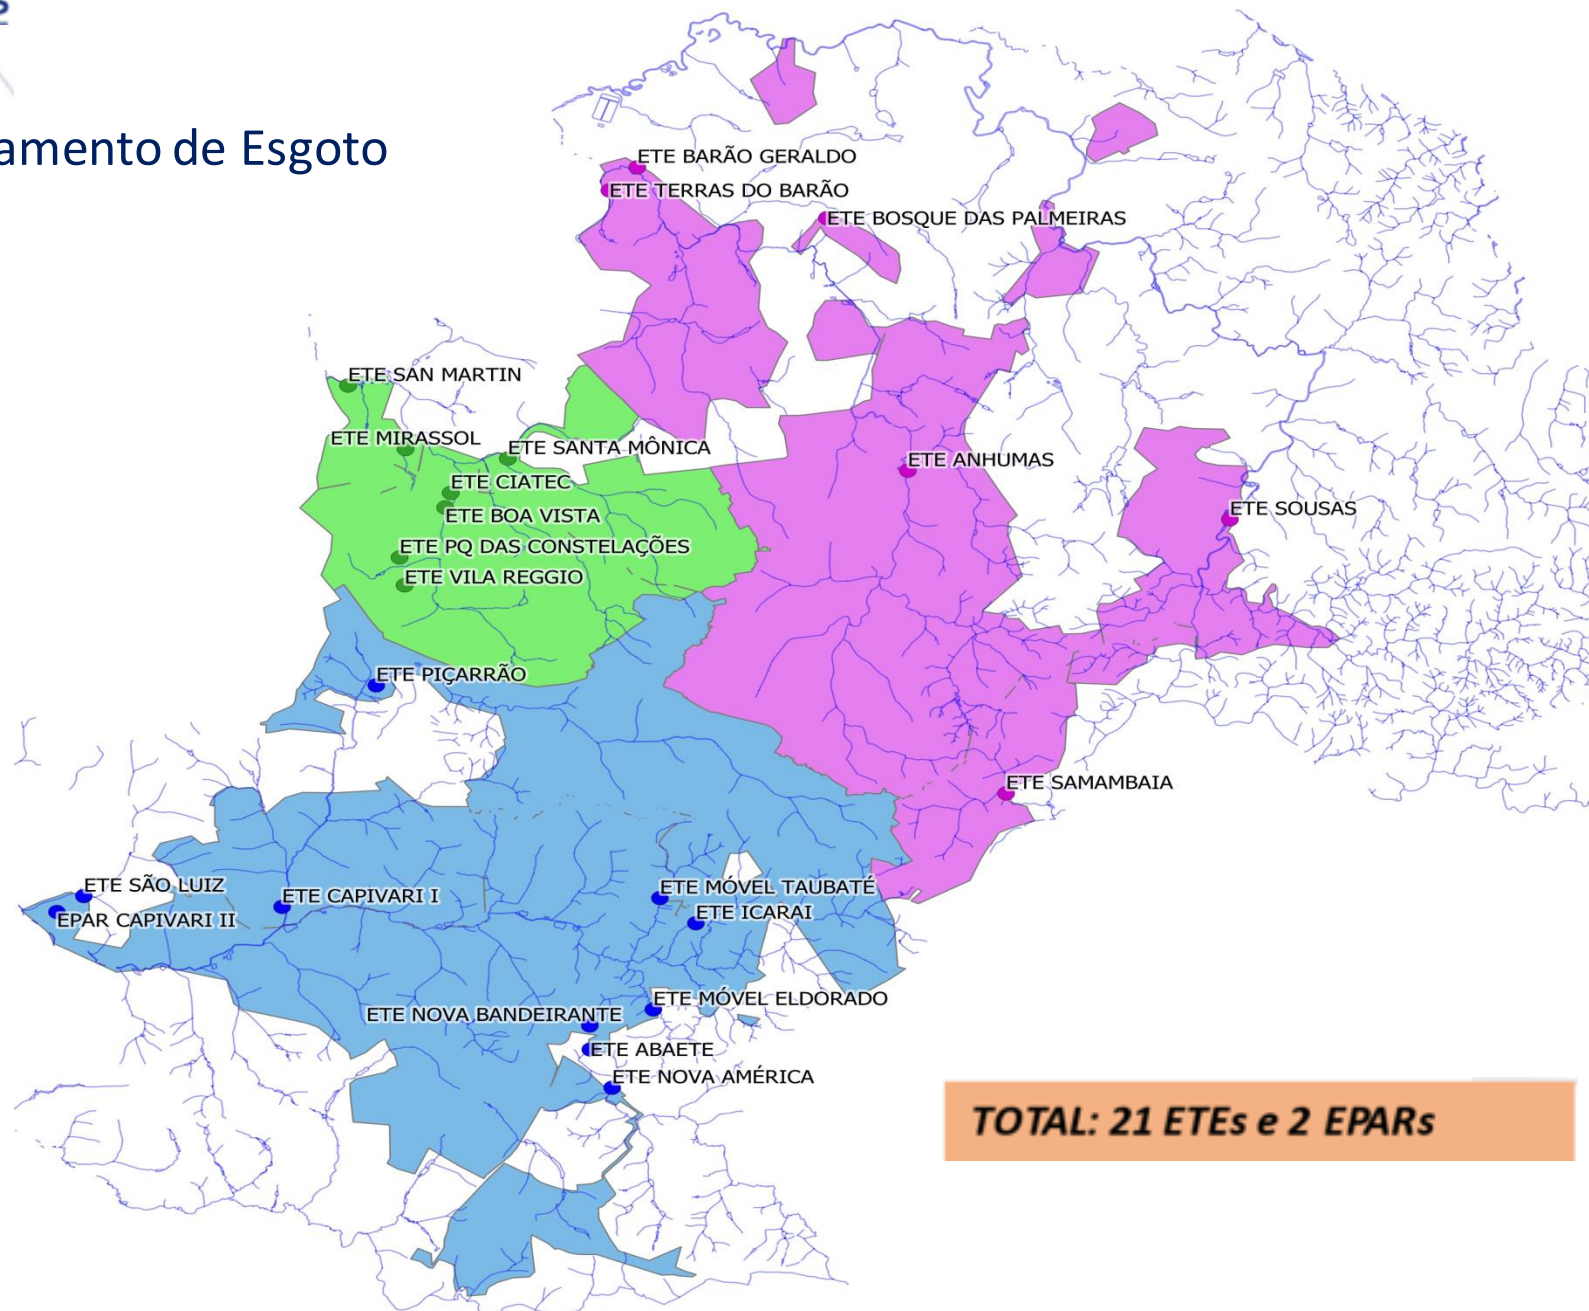 amento de Esgoto
ETE BARÃO GERALDO
ETE TERRAS DO BARÃO
ETE BOSQUE DAS PALMEIRAS
ETE SAN MARTIN
ETE MIRASSOL
ETE SANTA MÔNICA
ETE ANHUMAS
ETE CIATEC
ETE BOA VISTA
ETE SOUSAS
ETE PQ DAS CONSTELAÇÕES
ETE VILA REGGIO
ETE PIÇARRÃO
ETE SAMAMBAIA
ETE SÃO LUIZ
ETE CAPIVARI I
ETE MÓVEL TAUBATÉ
EPAR CAPIVARI II
ETE ICARAI
ETE MÓVEL ELDORADO
ETE NOVA BANDEIRANTE
ETE ABAETE
ETE NOVA AMÉRICA
TOTAL: 21 ETEs e 2 EPARs